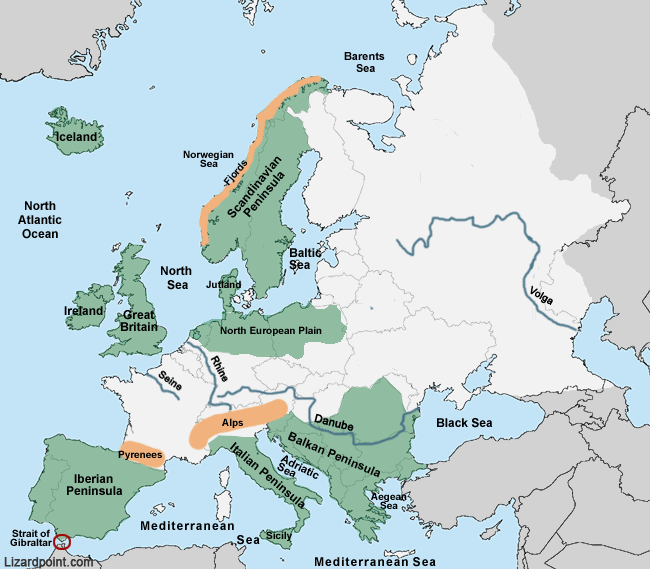 Barents
Sea
Iceland
Norwegian
Sea
Fjords
Scandinavian
Peninsula
North
Atlantic
Ocean
Baltic
Sea
North
Sea
Jutland
Volga
Ireland
Great
Britain
North European Plain
Rhine
Seine
Alps
Danube
Black Sea
Pyrenees
Balkan Peninsula
Italian Peninsula
Adriatic
Sea
Iberian
Peninsula
Aegean
Sea
Mediterranean
Sea
Sicily
Strait of
Gibraltar
Mediterranean Sea
Lizardpoint.com